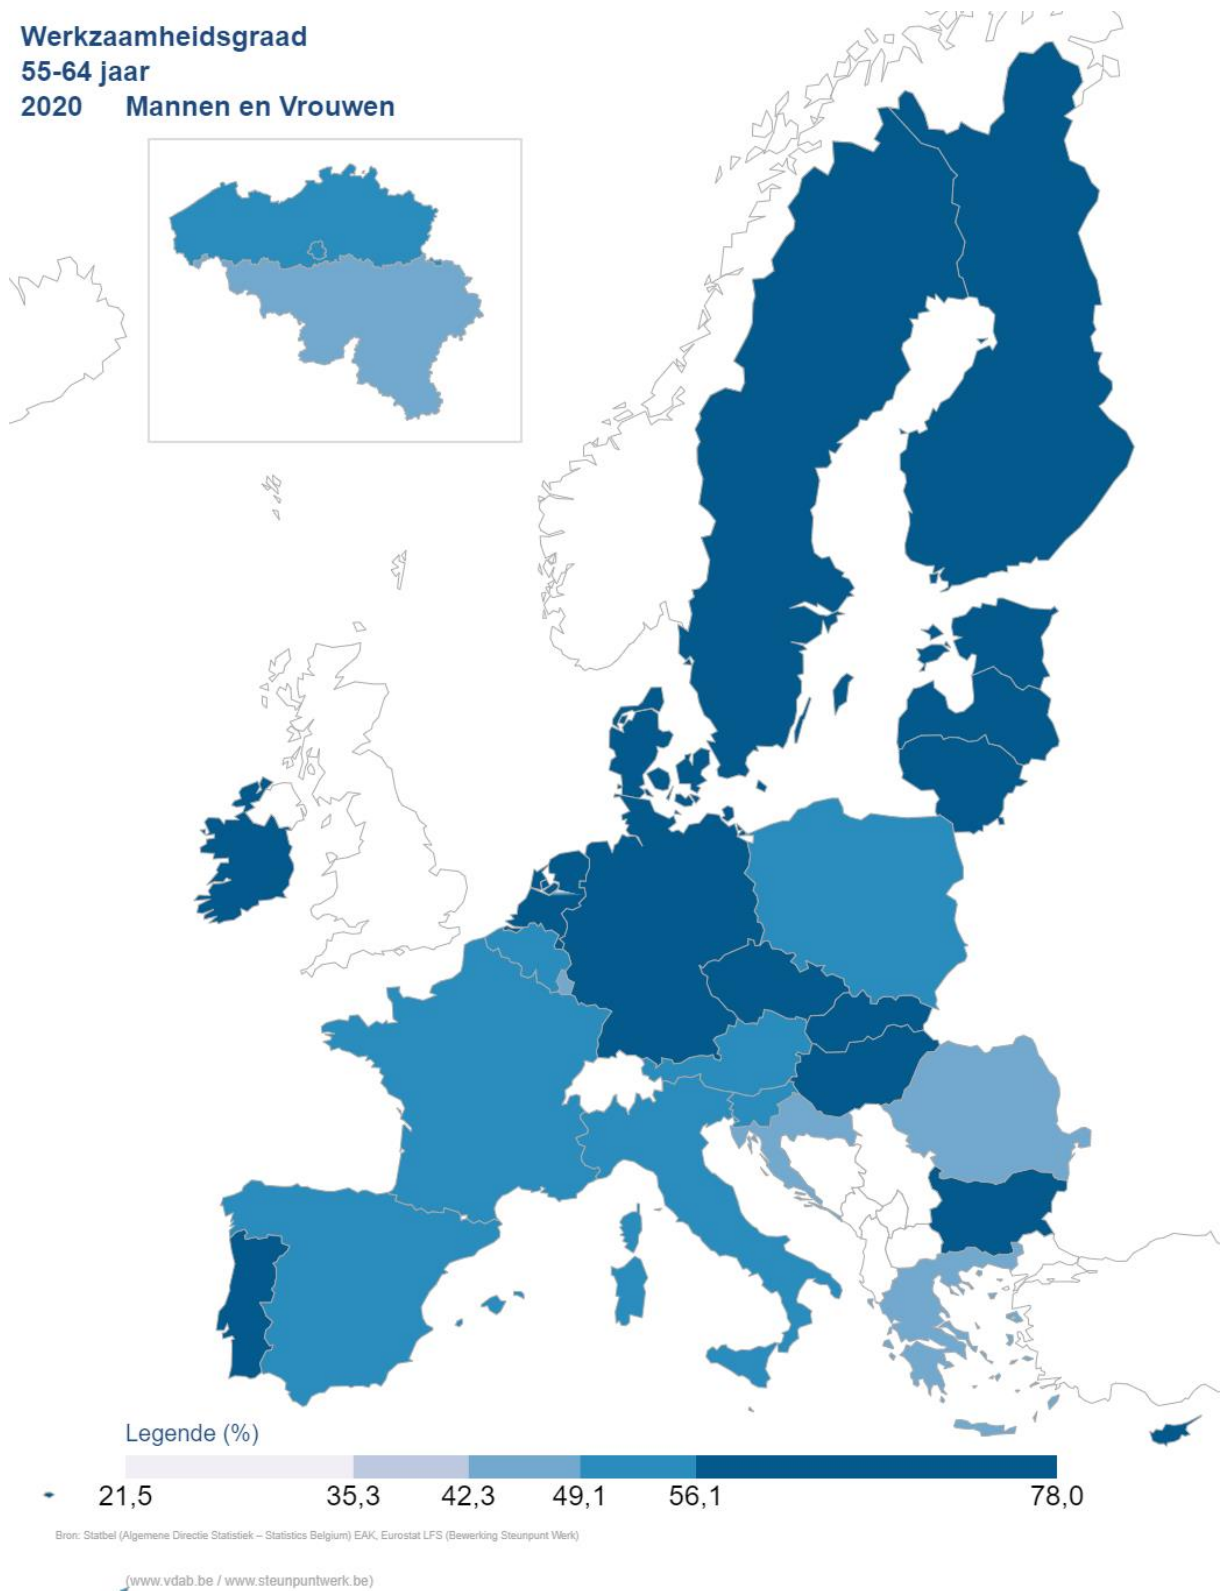 Werkzaamheidsgraad
55-64 jaar
2020 Mannen en Vrouwen
Legende (%)
21,5 35,3 42,3 49,1 56,1 78,0
Bron: Statbel (Algemene Directie Statistiek – Statistics Belgium) EAK, Eurostat LFS (Bewerking Steunpunt Werk)
(www.vdab.be / www.steunpuntwerk.be)